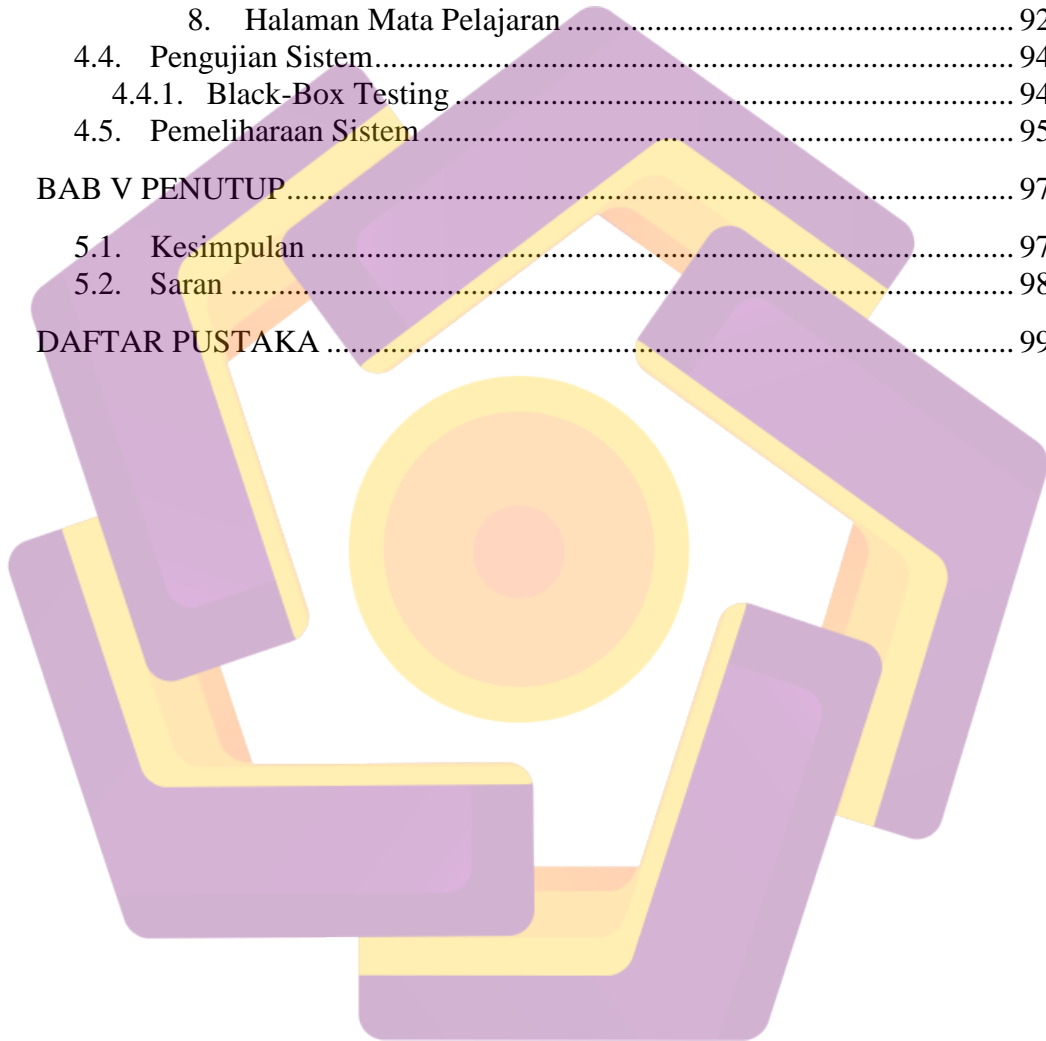 8. Halaman Mata Pelajaran ................................................ 92
4.4. Pengujian Sistem..................................................................... 94
4.4.1. Black-Box Testing ............................................................ 94
4.5. Pemeliharaan Sistem................................................................ 95
BAB V PENUTUP................................................................................ 97
5.1. Kesimpulan ............................................................................. 97
5.2. Saran ....................................................................................... 98
DAFTAR PUSTAKA .......................................................................... 99